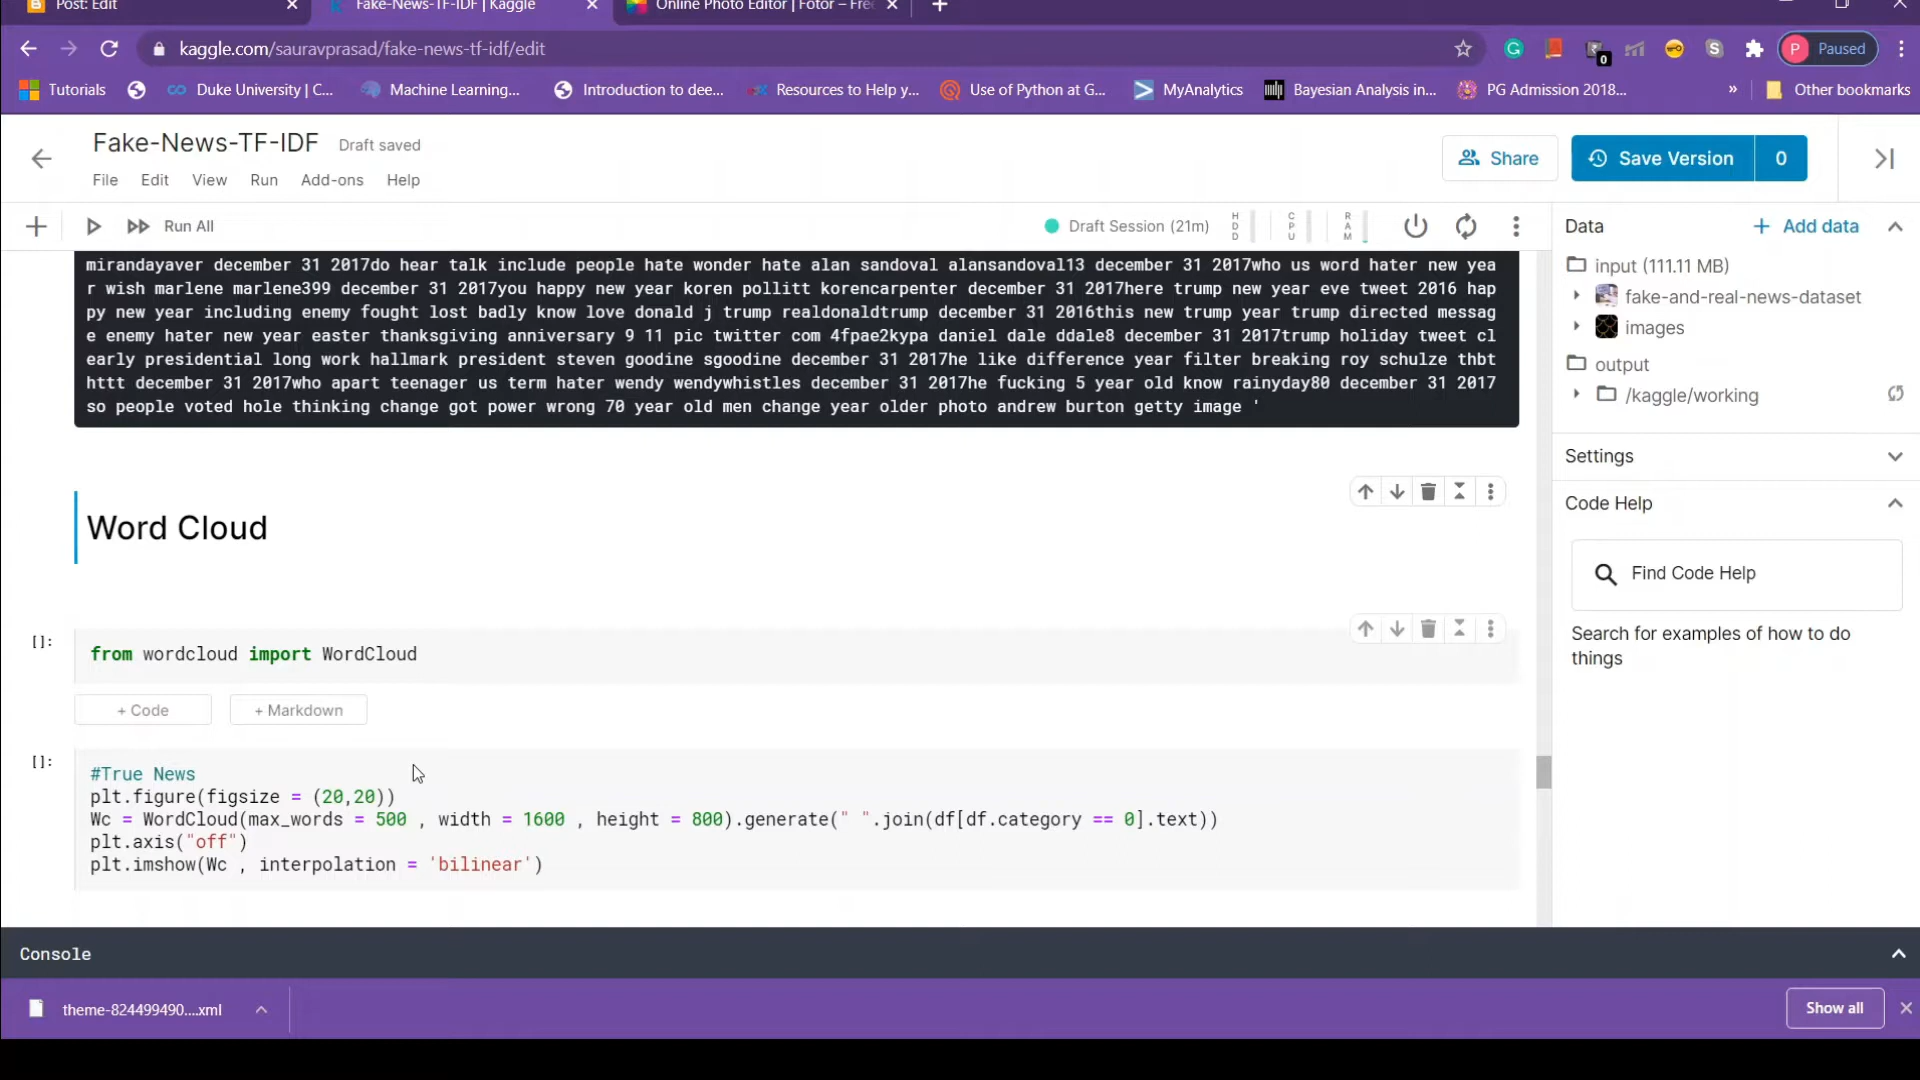 Post: Edit
Fake-News-TF-IDF | Kaggle
Online Photo Editor | Fotor – Free
kaggle.com/sauravprasad/fake-news-tf-idf/edit
0
P Paused
Tutorials
Duke University | C...
Machine Learning...
Introduction to dee...
Resources to Help y...
Use of Python at G...
MyAnalytics
Bayesian Analysis in...
PG Admission 2018...
»
Other bookmarks
Fake-News-TF-IDF Draft saved
File Edit View Run Add-ons Help
Share
Save Version 0
Run All
Draft Session (21m)
HDD
CPU
RAM
mirandayaver december 31 2017do hear talk include people hate wonder hate alan sandoval alansandoval13 december 31 2017who us word hater new yea
r wish marlene marlene399 december 31 2017you happy new year koren pollitt korencarpenter december 31 2017here trump new year eve tweet 2016 hap
py new year including enemy fought lost badly know love donald j trump realdonaldtrump december 31 2016this new trump year trump directed messag
e enemy hater new year easter thanksgiving anniversary 9 11 pic twitter com 4fpae2kypa daniel dale ddale8 december 31 2017trump holiday tweet cl
early presidential long work hallmark president steven goodine sgoodine december 31 2017he like difference year filter breaking roy schulze thbt
httt december 31 2017who apart teenager us term hater wendy wendywhistles december 31 2017he fucking 5 year old know rainyday80 december 31 2017
so people voted hole thinking change got power wrong 70 year old men change year older photo andrew burton getty image '
Word Cloud
[]:
from wordcloud import WordCloud
+ Code
+ Markdown
[]:
#True News
plt.figure(figsize = (20,20))
Wc = WordCloud(max_words = 500 , width = 1600 , height = 800).generate(" ".join(df[df.category == 0].text))
plt.axis("off")
plt.imshow(Wc , interpolation = 'bilinear')
Data
+ Add data
input (111.11 MB)
fake-and-real-news-dataset
images
output
/kaggle/working
Settings
Code Help
Find Code Help
Search for examples of how to do
things
Console
theme-824499490....xml
Show all